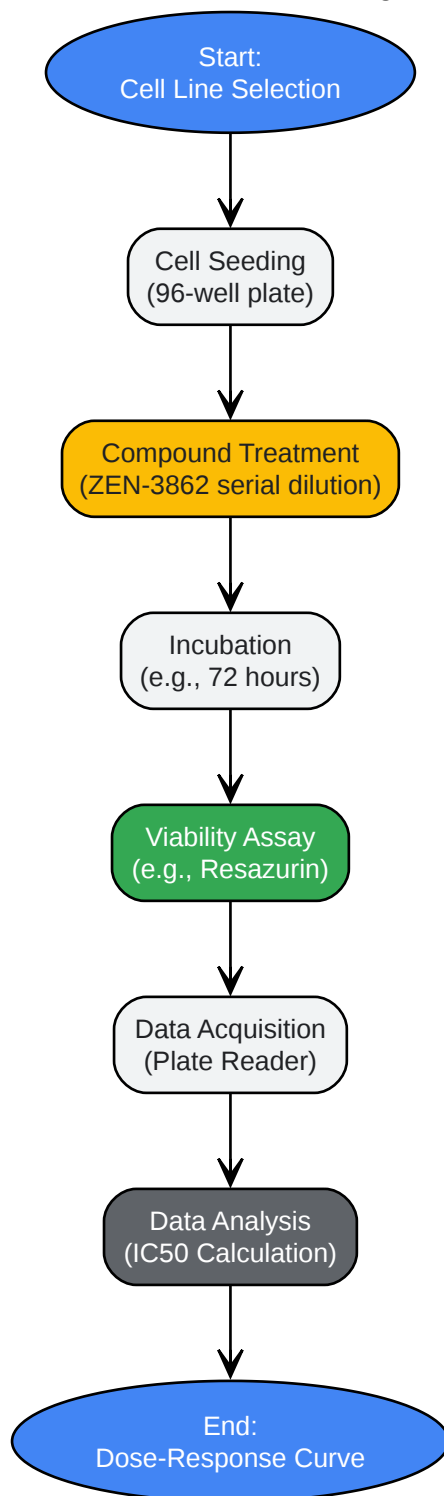 Start:
Cell Line Selection
Cell Seeding
(96-well plate)
Compound Treatment
(ZEN-3862 serial dilution)
Incubation
(e.g., 72 hours)
Viability Assay
(e.g., Resazurin)
Data Acquisition
(Plate Reader)
Data Analysis
(IC50 Calculation)
End:
Dose-Response Curve